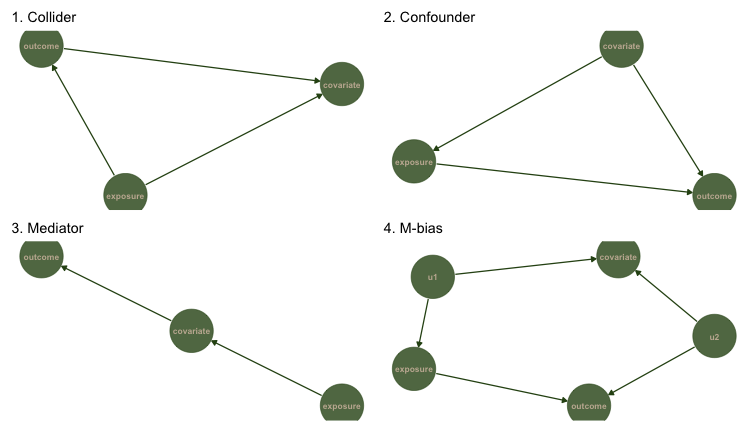 1. Collider
outcome
covariate
exposure
2. Confounder
covariate
exposure
outcome
3. Mediator
outcome
covariate
exposure
4. M-bias
covariate
u1
u2
exposure
outcome